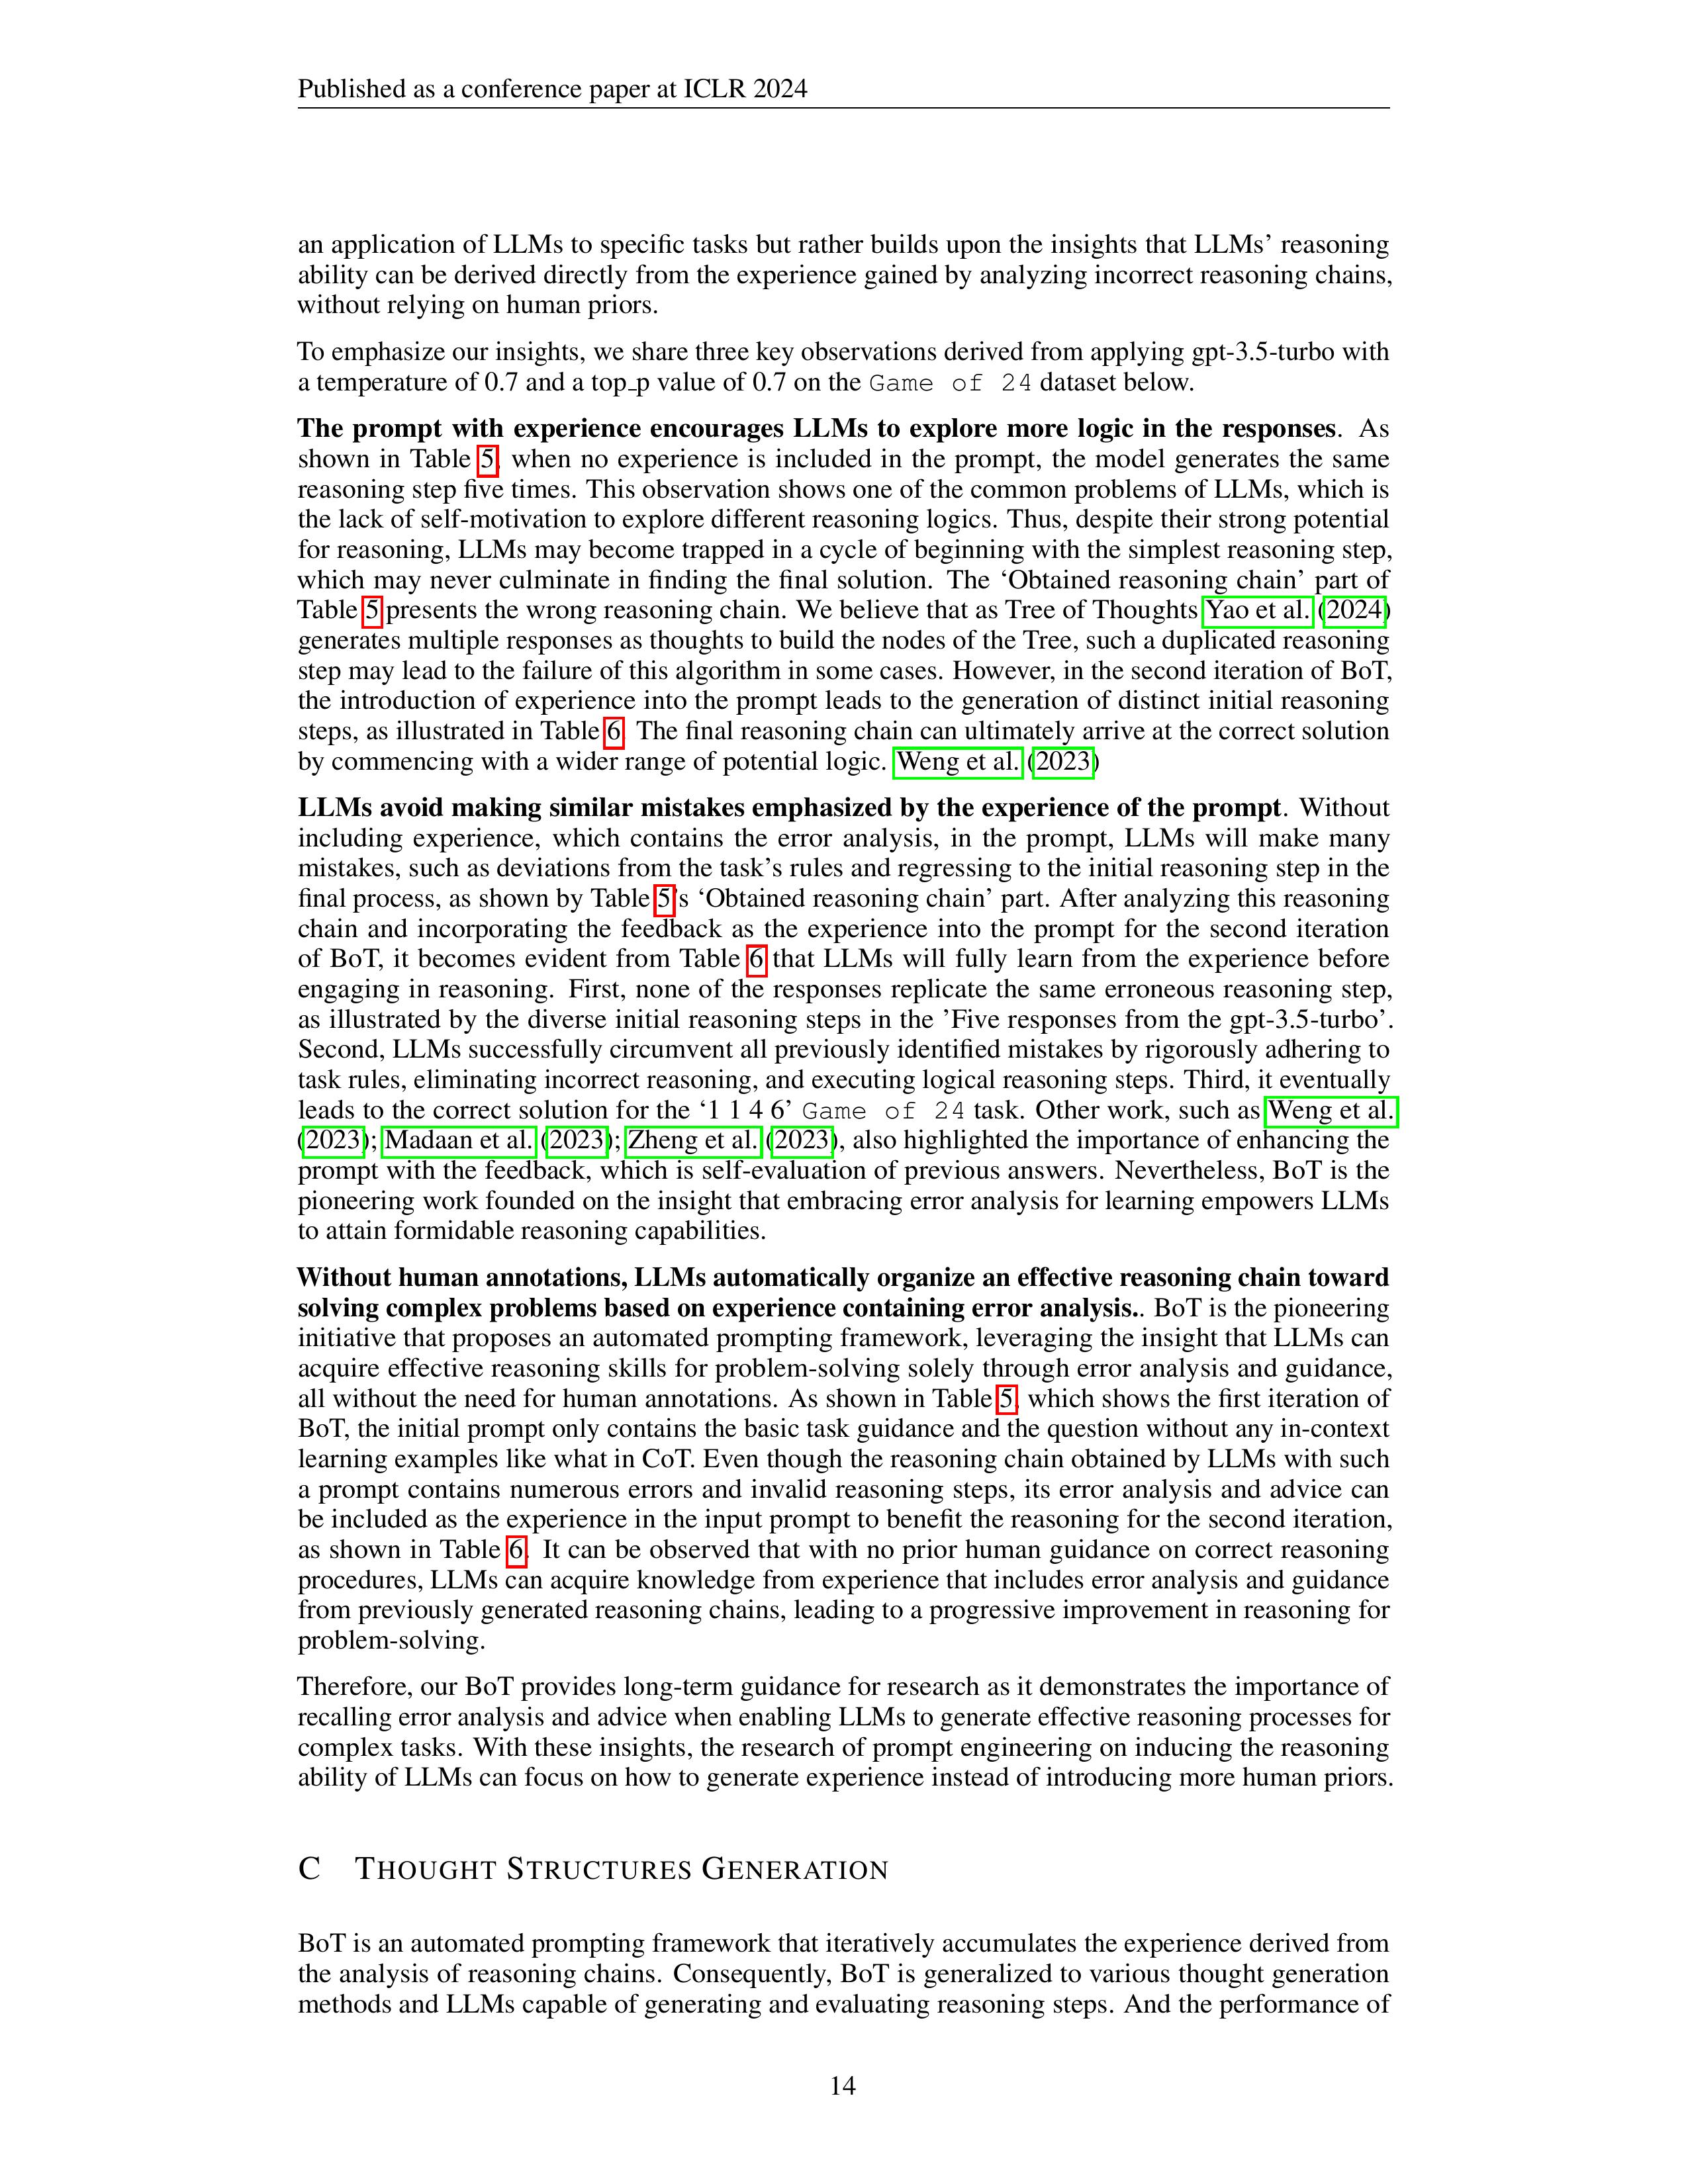 Published as a conference paper at ICLR 2024
an application of LLMs to specific tasks but rather builds upon the insights that LLMs’ reasoning
ability can be derived directly from the experience gained by analyzing incorrect reasoning chains,
without relying on human priors.
To emphasize our insights, we share three key observations derived from applying gpt-3.5-turbo with
a temperature of 0.7 and a top_p value of 0.7 on the Game of 24 dataset below.
The prompt with experience encourages LLMs to explore more logic in the responses. As
shown in Table 5, when no experience is included in the prompt, the model generates the same
reasoning step five times. This observation shows one of the common problems of LLMs, which is
the lack of self-motivation to explore different reasoning logics. Thus, despite their strong potential
for reasoning, LLMs may become trapped in a cycle of beginning with the simplest reasoning step,
which may never culminate in finding the final solution. The ‘Obtained reasoning chain’ part of
Table 5 presents the wrong reasoning chain. We believe that as Tree of Thoughts Yao et al. (2024)
generates multiple responses as thoughts to build the nodes of the Tree, such a duplicated reasoning
step may lead to the failure of this algorithm in some cases. However, in the second iteration of BoT,
the introduction of experience into the prompt leads to the generation of distinct initial reasoning
steps, as illustrated in Table 6. The final reasoning chain can ultimately arrive at the correct solution
by commencing with a wider range of potential logic. Weng et al. (2023)
LLMs avoid making similar mistakes emphasized by the experience of the prompt. Without
including experience, which contains the error analysis, in the prompt, LLMs will make many
mistakes, such as deviations from the task’s rules and regressing to the initial reasoning step in the
final process, as shown by Table 5’s ‘Obtained reasoning chain’ part. After analyzing this reasoning
chain and incorporating the feedback as the experience into the prompt for the second iteration
of BoT, it becomes evident from Table 6 that LLMs will fully learn from the experience before
engaging in reasoning. First, none of the responses replicate the same erroneous reasoning step,
as illustrated by the diverse initial reasoning steps in the ’Five responses from the gpt-3.5-turbo’.
Second, LLMs successfully circumvent all previously identified mistakes by rigorously adhering to
task rules, eliminating incorrect reasoning, and executing logical reasoning steps. Third, it eventually
leads to the correct solution for the ‘1 1 4 6’ Game of 24 task. Other work, such as Weng et al.
(2023); Madaan et al. (2023); Zheng et al. (2023), also highlighted the importance of enhancing the
prompt with the feedback, which is self-evaluation of previous answers. Nevertheless, BoT is the
pioneering work founded on the insight that embracing error analysis for learning empowers LLMs
to attain formidable reasoning capabilities.
Without human annotations, LLMs automatically organize an effective reasoning chain toward
solving complex problems based on experience containing error analysis.. BoT is the pioneering
initiative that proposes an automated prompting framework, leveraging the insight that LLMs can
acquire effective reasoning skills for problem-solving solely through error analysis and guidance,
all without the need for human annotations. As shown in Table 5, which shows the first iteration of
BoT, the initial prompt only contains the basic task guidance and the question without any in-context
learning examples like what in CoT. Even though the reasoning chain obtained by LLMs with such
a prompt contains numerous errors and invalid reasoning steps, its error analysis and advice can
be included as the experience in the input prompt to benefit the reasoning for the second iteration,
as shown in Table 6. It can be observed that with no prior human guidance on correct reasoning
procedures, LLMs can acquire knowledge from experience that includes error analysis and guidance
from previously generated reasoning chains, leading to a progressive improvement in reasoning for
problem-solving.
Therefore, our BoT provides long-term guidance for research as it demonstrates the importance of
recalling error analysis and advice when enabling LLMs to generate effective reasoning processes for
complex tasks. With these insights, the research of prompt engineering on inducing the reasoning
ability of LLMs can focus on how to generate experience instead of introducing more human priors.
C THOUGHT STRUCTURES GENERATION
BoT is an automated prompting framework that iteratively accumulates the experience derived from
the analysis of reasoning chains. Consequently, BoT is generalized to various thought generation
methods and LLMs capable of generating and evaluating reasoning steps. And the performance of
14